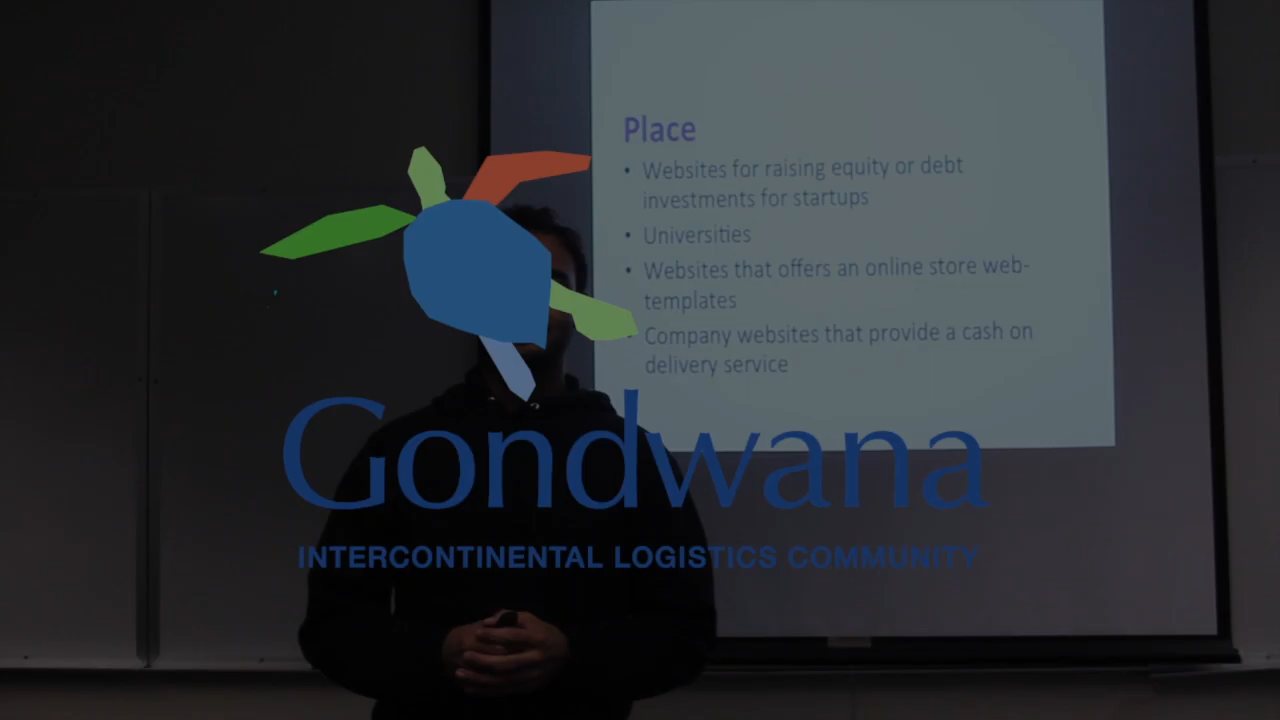 Place
• Websites for raising equity or debt
investments for startups
• Universities
• Websites that offers an online store web-
templates
Company websites that provide a cash on
delivery service
Gondwana
INTERCONTINENTAL LOGISTICS COMMUNITY